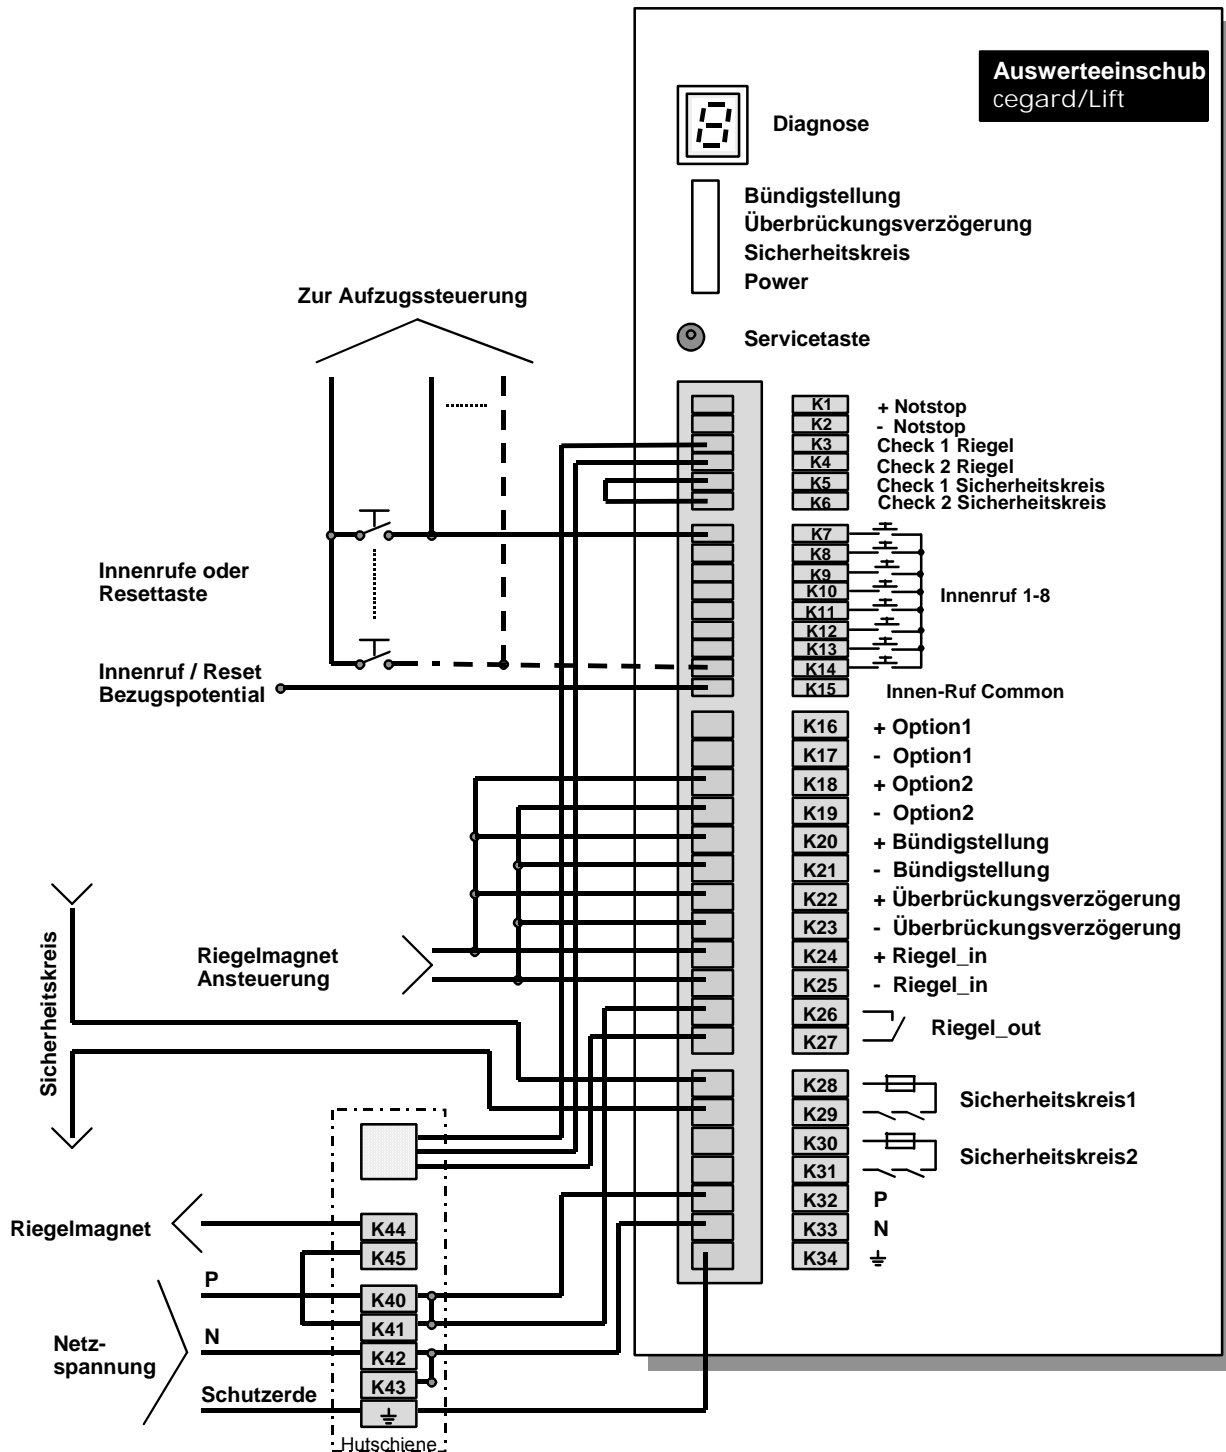 Auswerteeinschub
cegard/Lift
8
Diagnose
Bündigstellung
Überbrückungsverzögerung
Sicherheitskreis
Power
Servicetaste
Zur Aufzugssteuerung
K1 + Notstop
K2 - Notstop
K3 Check 1 Riegel
K4 Check 2 Riegel
K5 Check 1 Sicherheitskreis
K6 Check 2 Sicherheitskreis
Innenrufe oder
Resettaste
K7
K8
K9
K10
K11
K12
K13
K14
Innenruf 1-8
Innenruf / Reset
Bezugspotential
K15 Innen-Ruf Common
K16 + Option1
K17 - Option1
K18 + Option2
K19 - Option2
K20 + Bündigstellung
K21 - Bündigstellung
K22 + Überbrückungsverzögerung
K23 - Überbrückungsverzögerung
K24 + Riegel_in
K25 - Riegel_in
Riegelmagnet
Ansteuerung
K26
K27
Riegel_out
Sicherheitskreis
K28
K29
Sicherheitskreis1
K30
K31
Sicherheitskreis2
K32 P
K33 N
K34
Riegelmagnet
K44
K45
P
K40
K41
N
K42
K43
Netz-
spannung
Schutzerde
Hutschiene